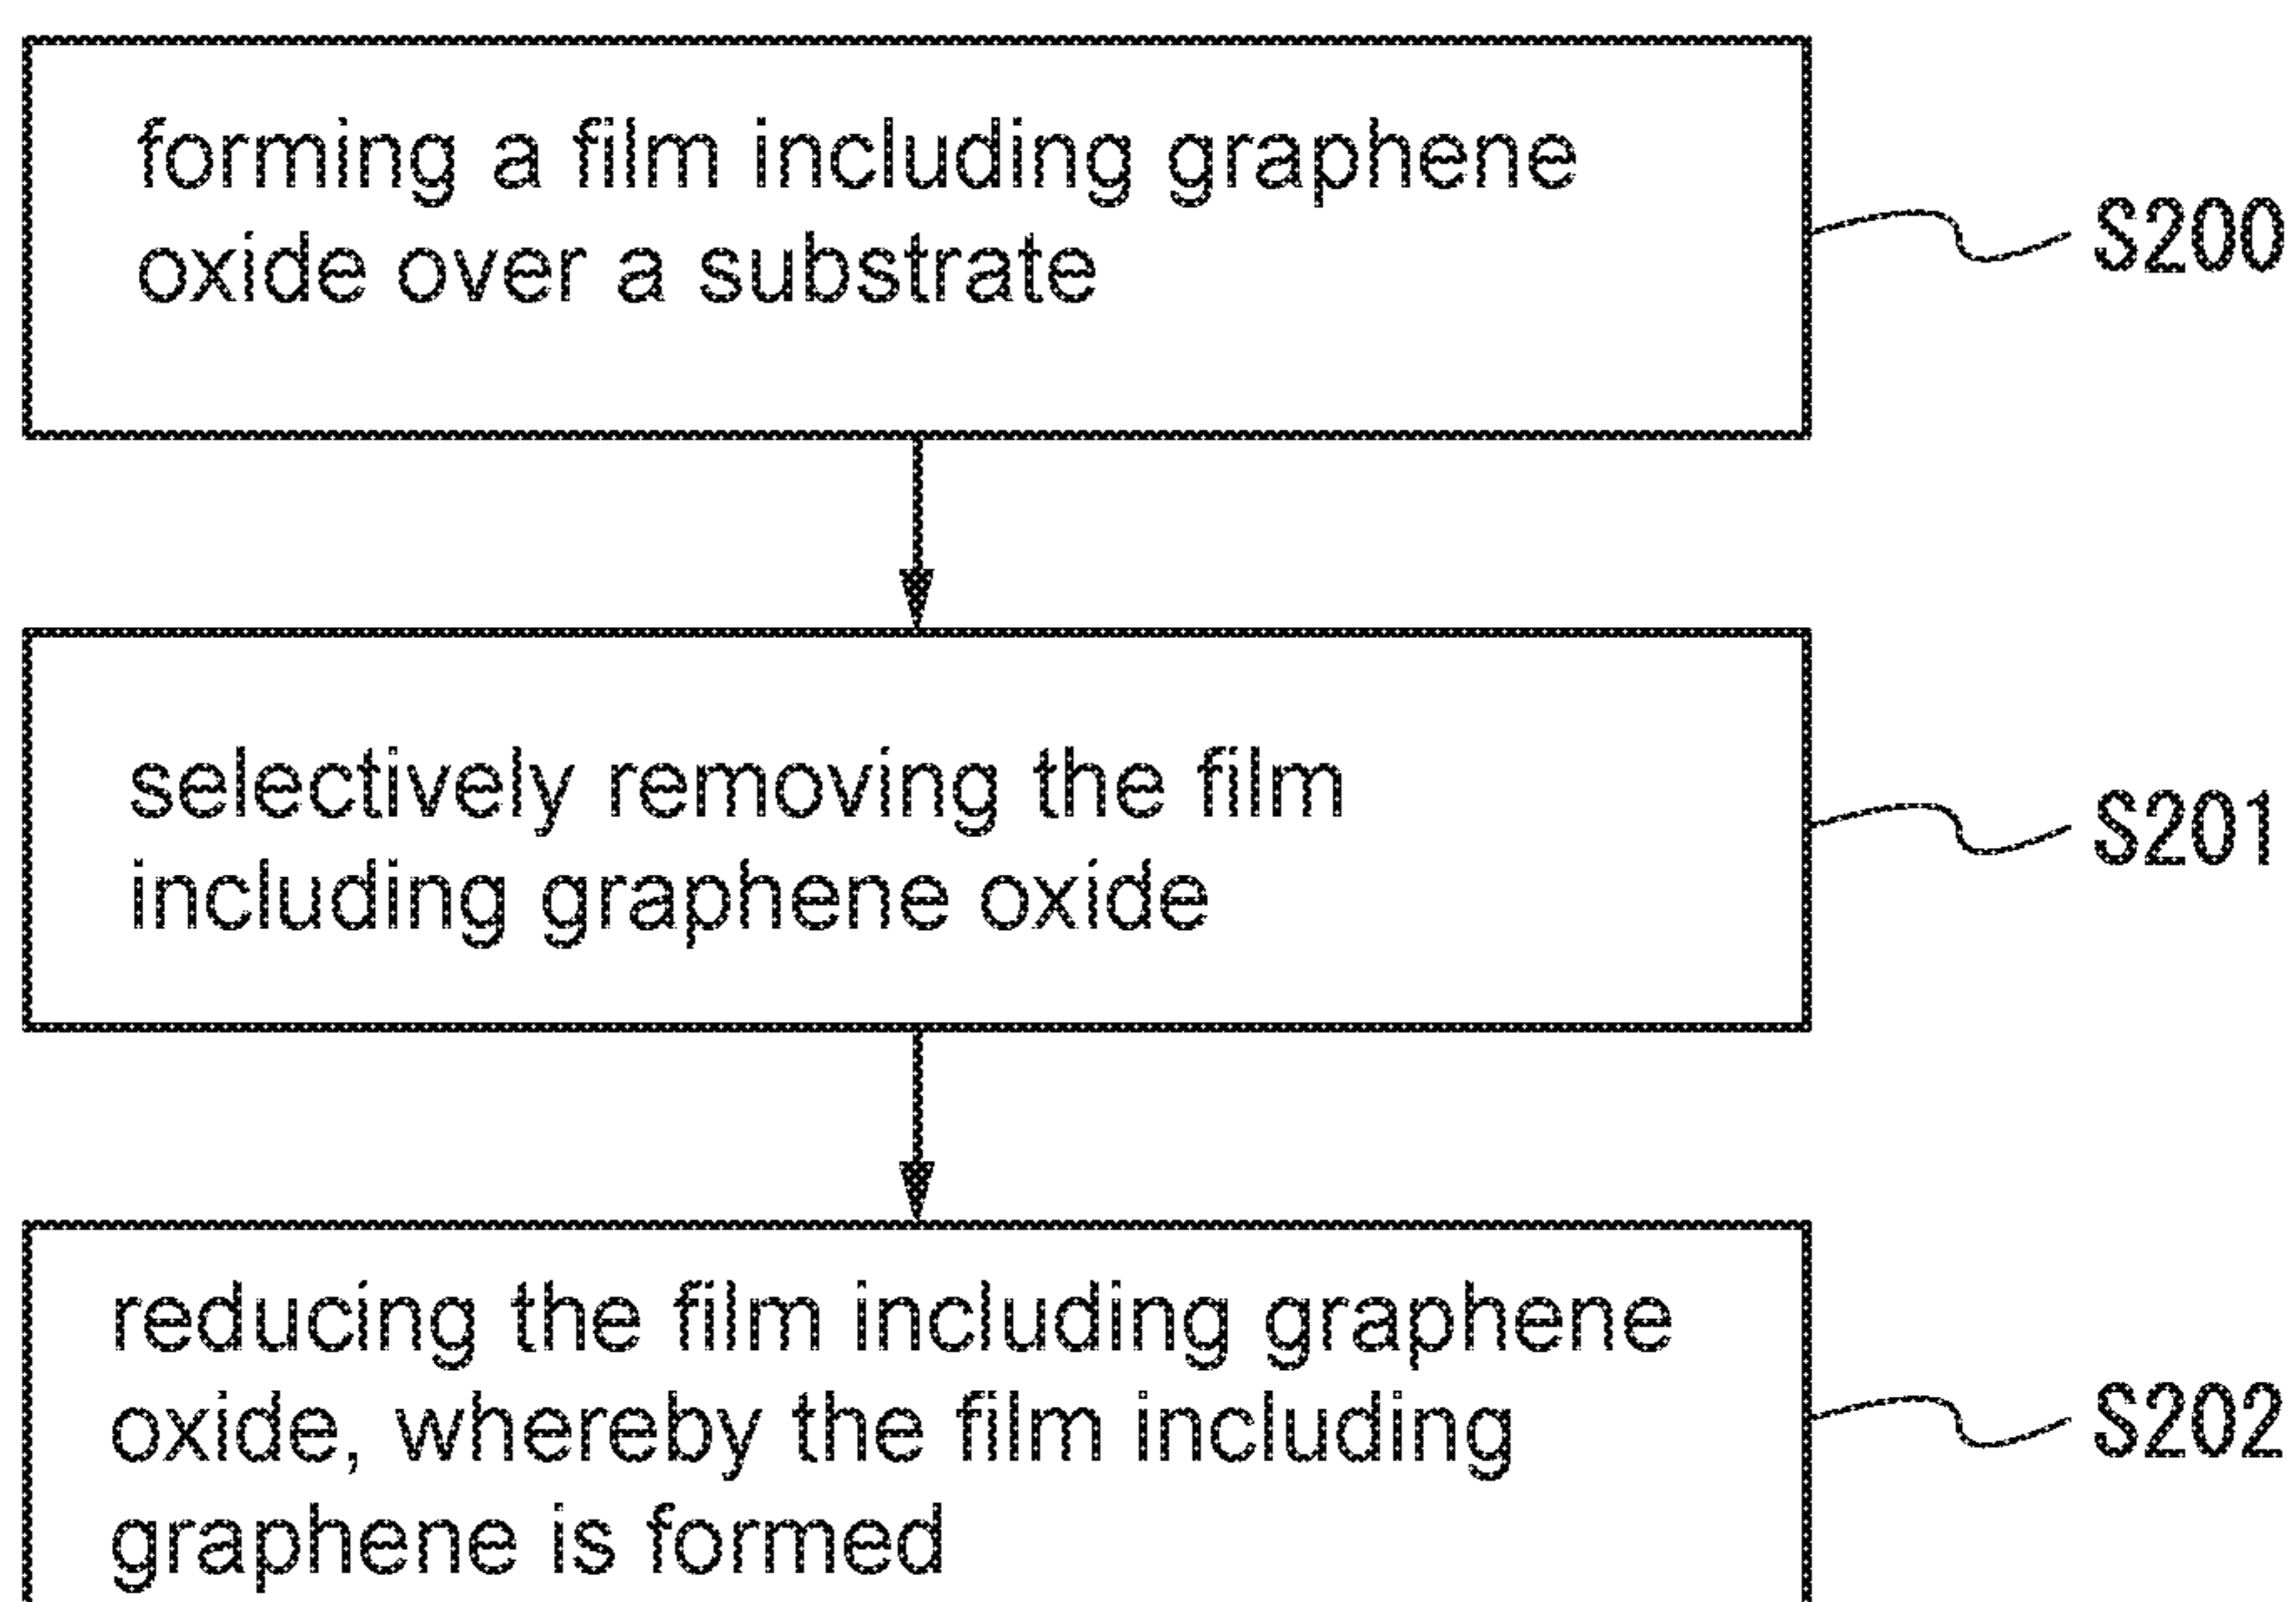 forming a film including graphene
oxide over a substrate
S200
selectively removing the film
including graphene oxide
S201
reducing the film including graphene
oxide, whereby the film including
graphene is formed
S202